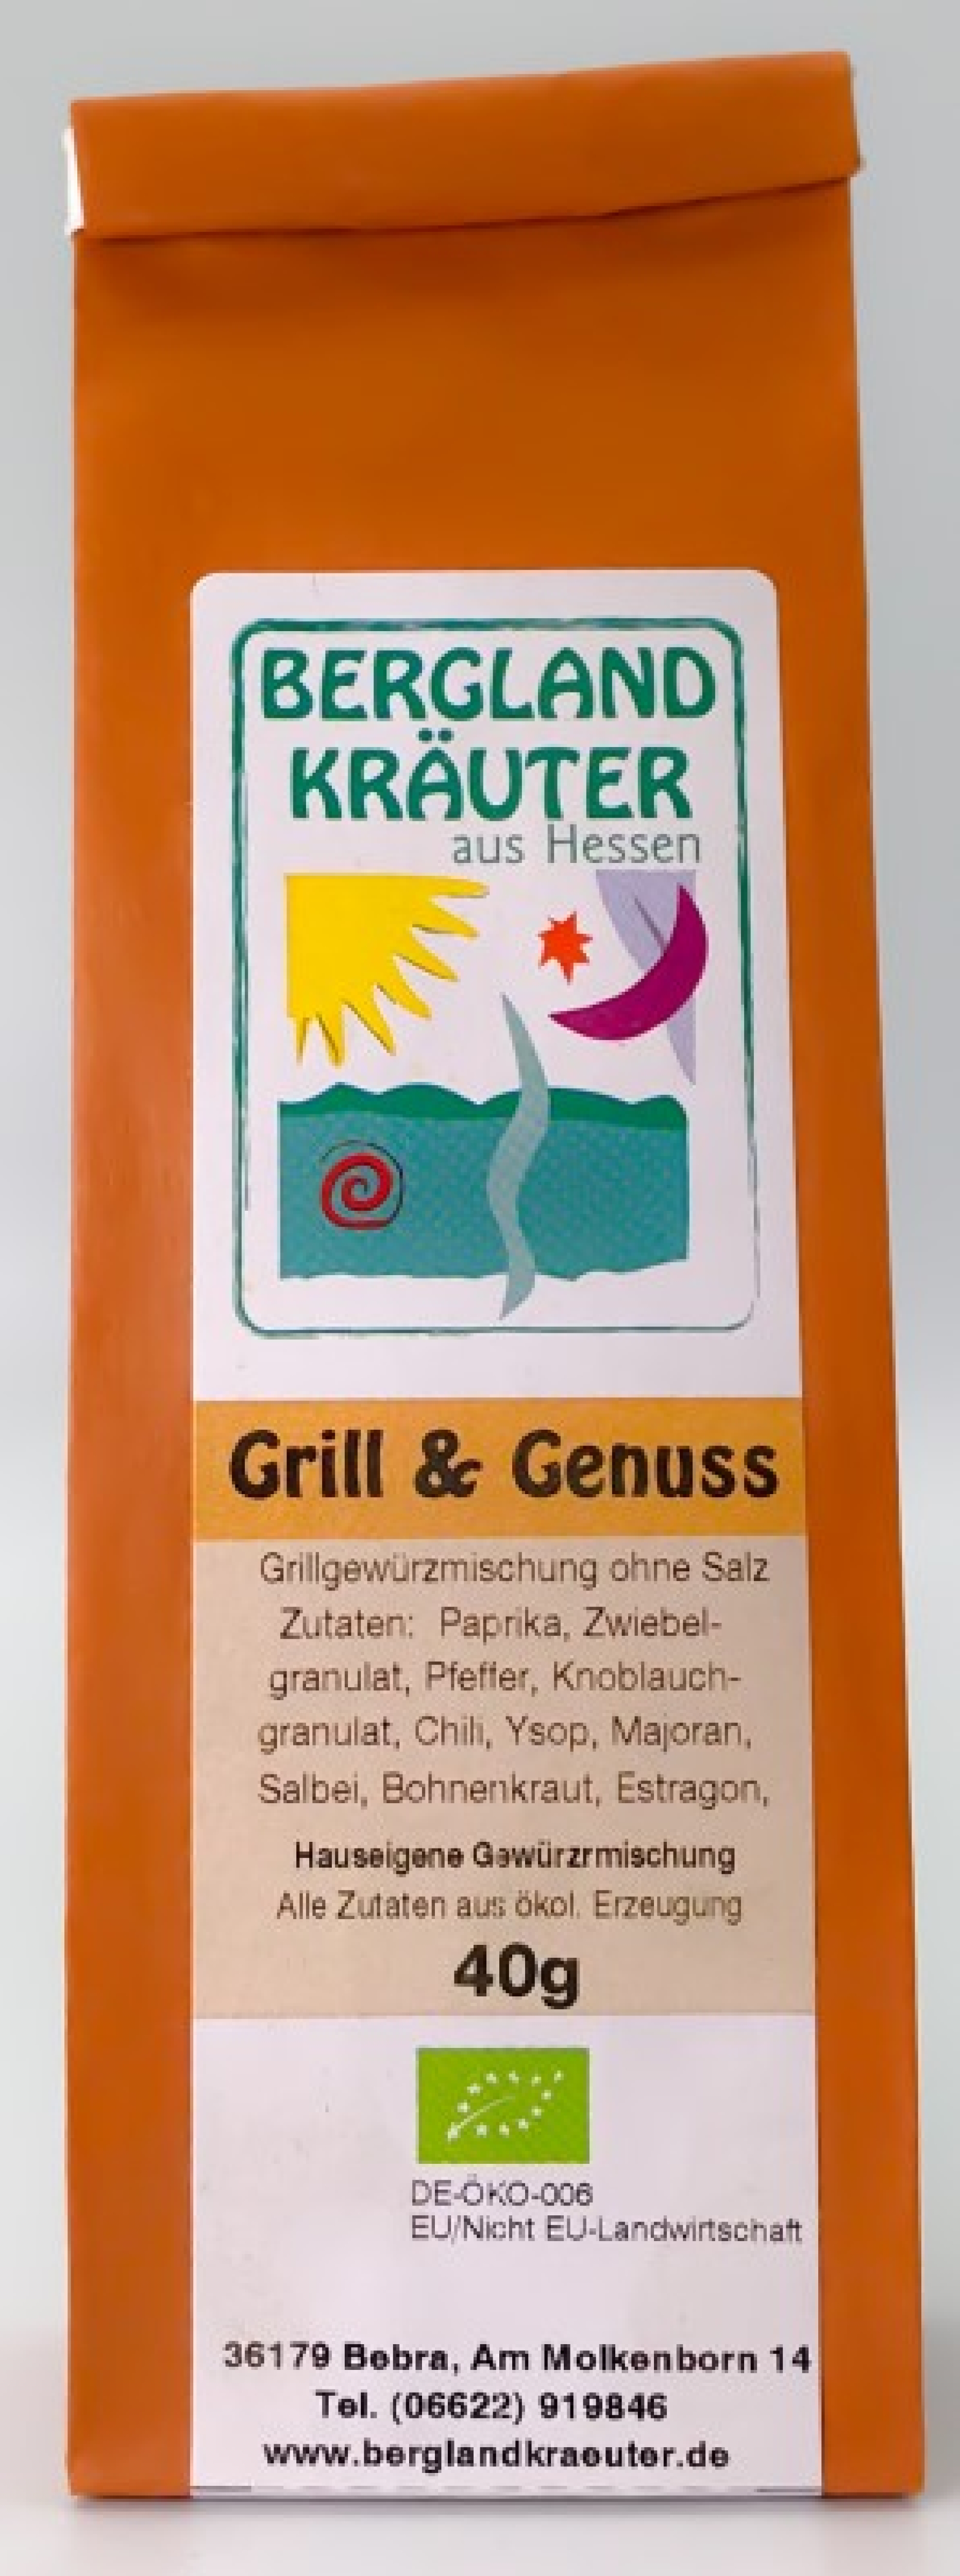 BERGLAND
KRÄUTER
aus Hessen
Grill & Genuss
Grillgewürzmischung ohne Salz
Zutaten: Paprika, Zwiebel-
granulat, Pfeffer, Knoblauch-
granulat, Chili, Ysop, Majoran,
Salbei, Bohnenkraut, Estragon,
Hauseigene Gewürzrmischung
Alle Zutaten aus ökol. Erzeugung
40g
DE-ÖKO-006
EU/Nicht EU-Landwirtschaft
36179 Bebra, Am Molkenborn 14
Tel. (06622) 919846
www.berglandkraeuter.de